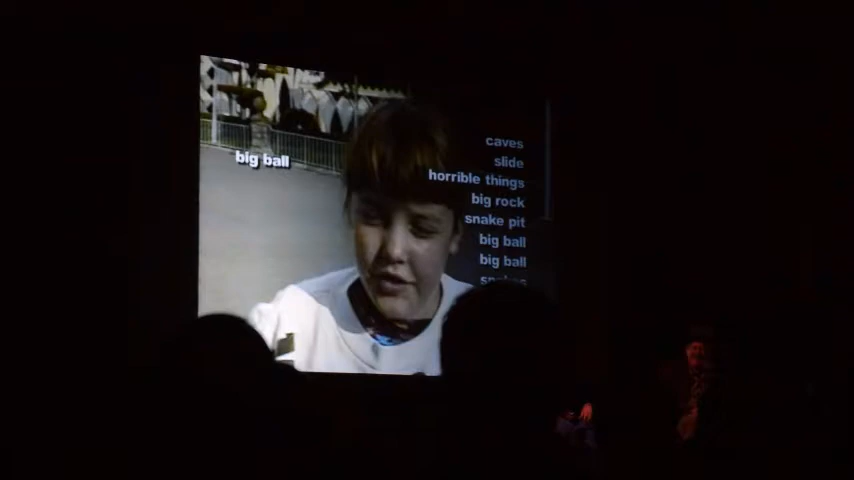 big ball
caves
slide
horrible things
big rock
snake pit
big ball
big ball